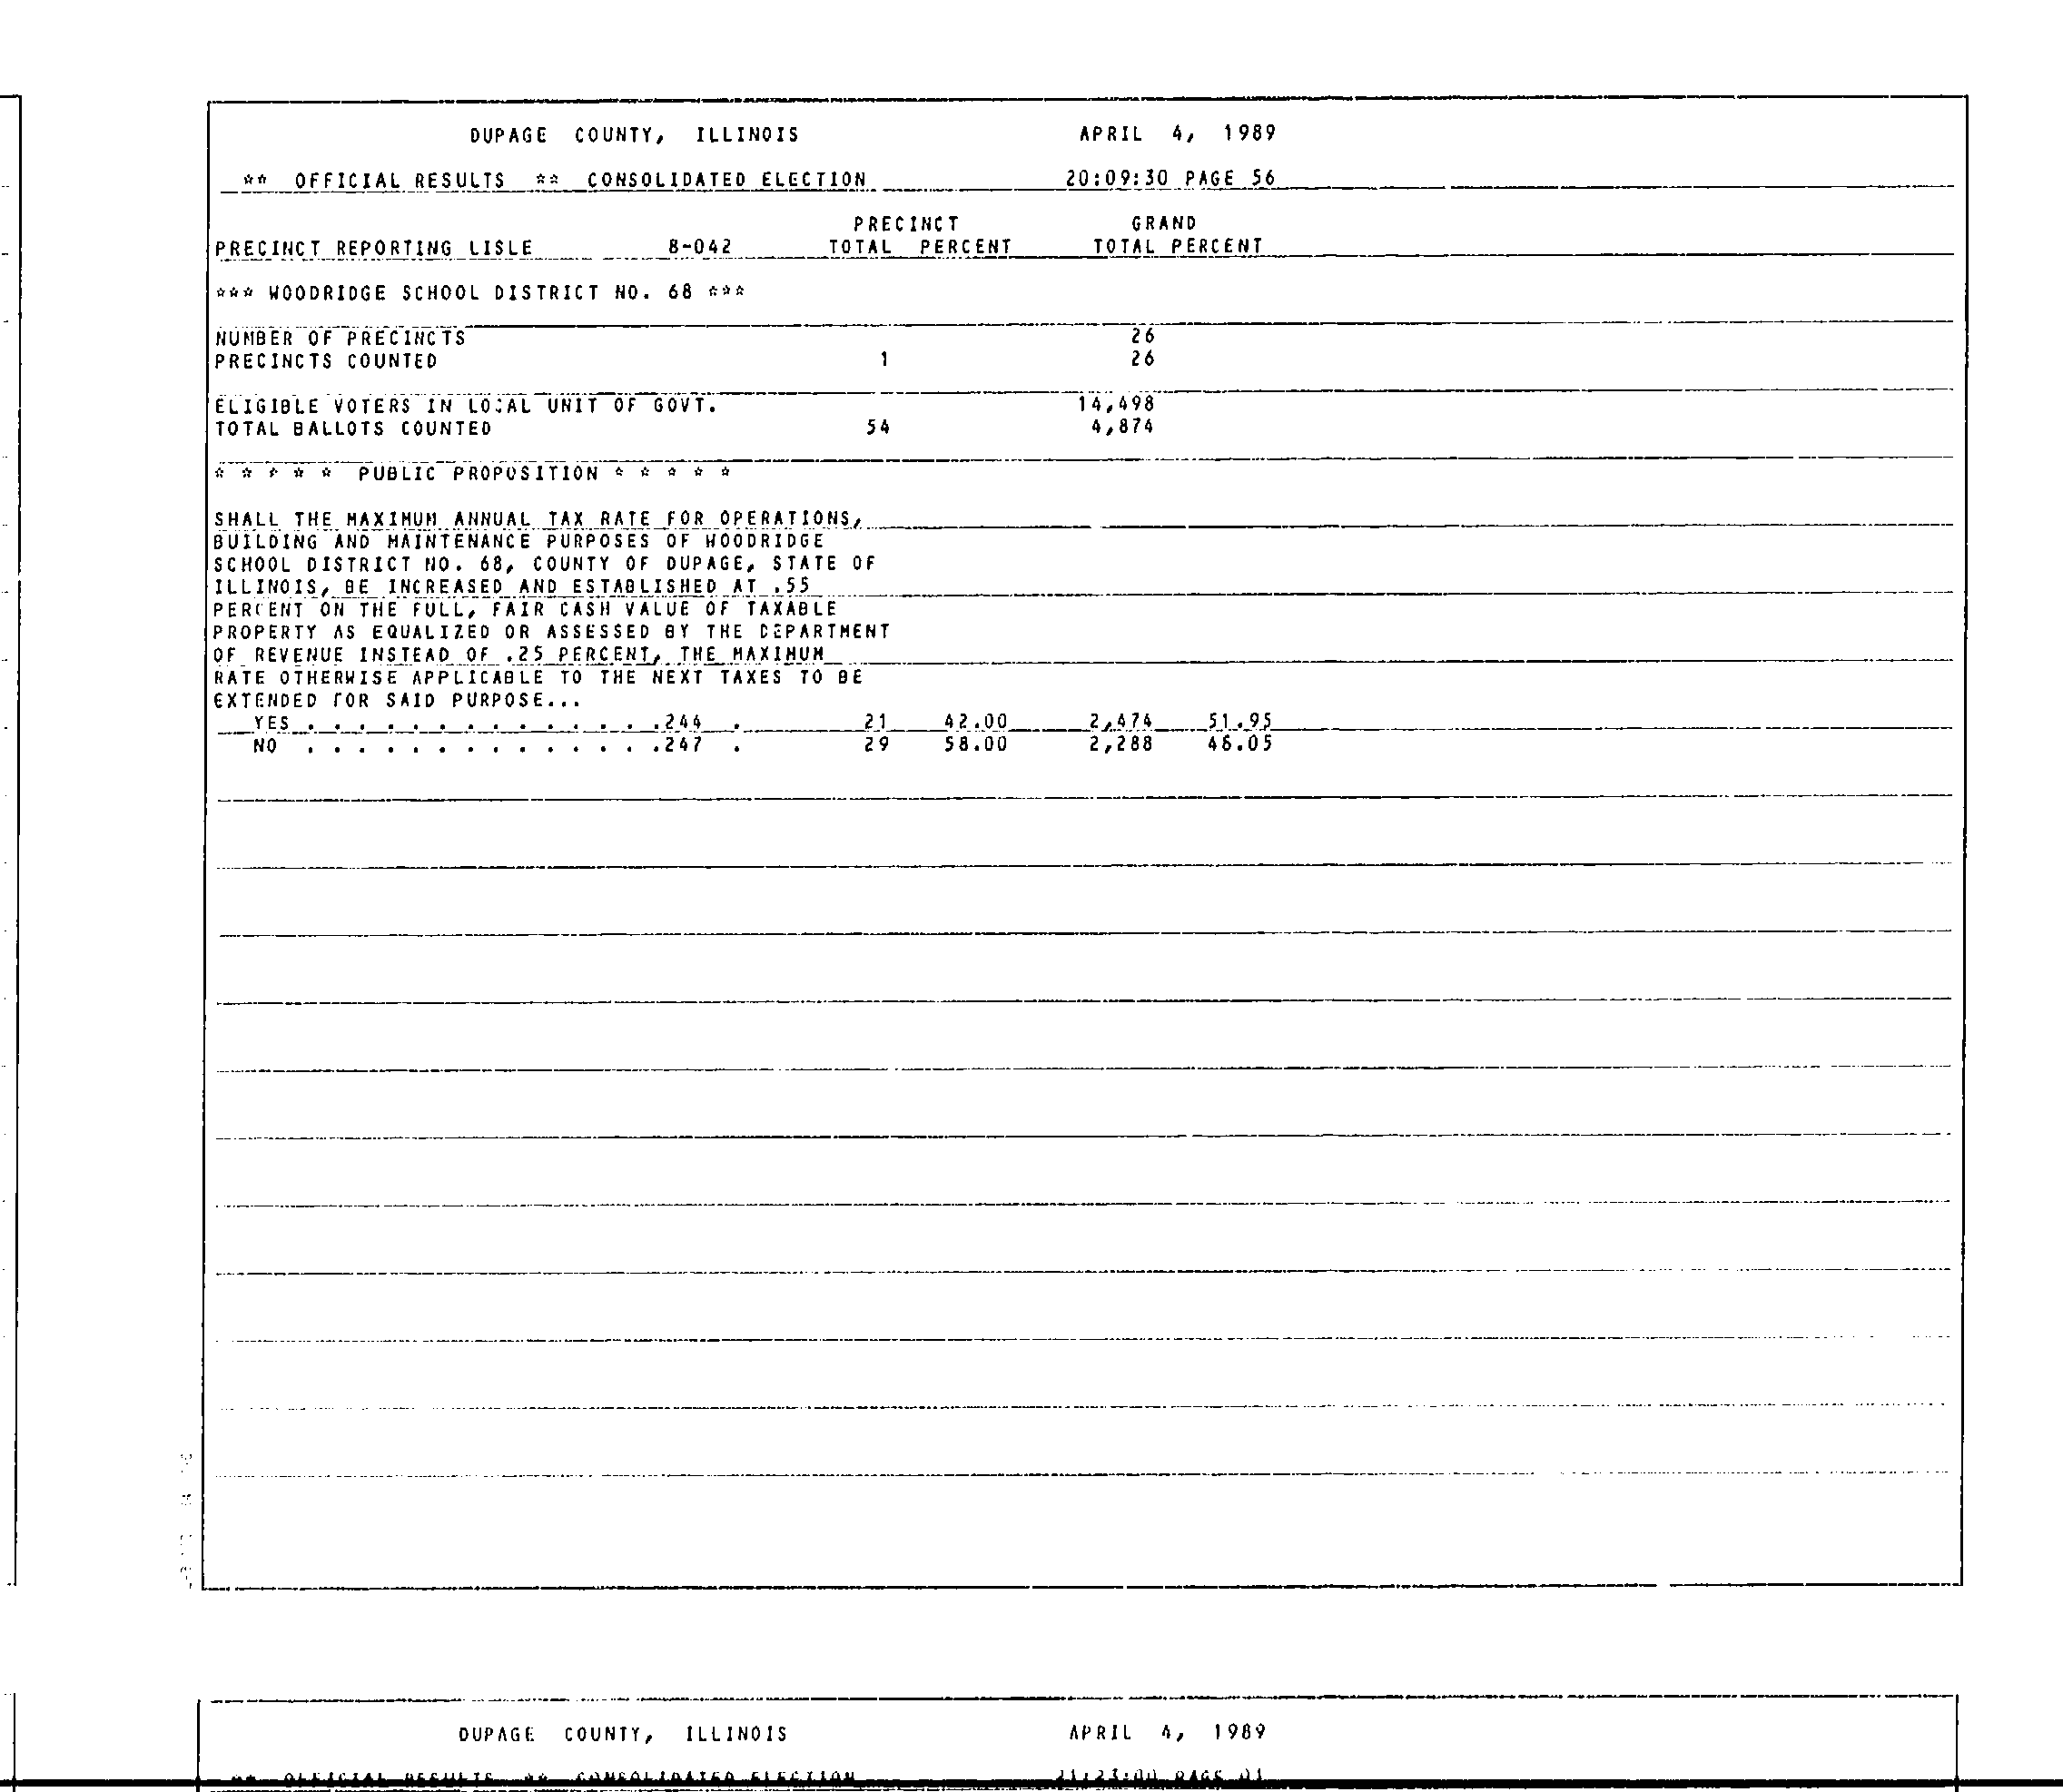 DUPAGE COUNTY, ILLINOIS APRIL 4, 1989
** OFFICIAL RESULTS ** CONSOLIDATED ELECTION 20:09:30 PAGE 56
PRECINCT GRAND
PRECINCT REPORTING LISLE 8-042 TOTAL PERCENT TOTAL PERCENT
*** WOODRIDGE SCHOOL DISTRICT NO. 68 ***
NUMBER OF PRECINCTS 26
PRECINCTS COUNTED 1 26
ELIGIBLE VOTERS IN LOCAL UNIT OF GOVT. 14,498
TOTAL BALLOTS COUNTED 54 4,874
* * * * * PUBLIC PROPOSITION * * * * *
SHALL THE MAXIMUM ANNUAL TAX RATE FOR OPERATIONS,
BUILDING AND MAINTENANCE PURPOSES OF WOODRIDGE
SCHOOL DISTRICT NO. 68, COUNTY OF DUPAGE, STATE OF
ILLINOIS, BE INCREASED AND ESTABLISHED AT .55
PERCENT ON THE FULL, FAIR CASH VALUE OF TAXABLE
PROPERTY AS EQUALIZED OR ASSESSED BY THE DEPARTMENT
OF REVENUE INSTEAD OF .25 PERCENT, THE MAXIMUM
RATE OTHERWISE APPLICABLE TO THE NEXT TAXES TO BE
EXTENDED FOR SAID PURPOSE...
YES . . . . . . . . . . . . . .246 . 21 42.00 2,474 51.95
NO . . . . . . . . . . . . . .247 . 29 58.00 2,288 48.05
DUPAGE COUNTY, ILLINOIS APRIL 4, 1989
** OFFICIAL RESULTS ** CONSOLIDATED ELECTION PAGE